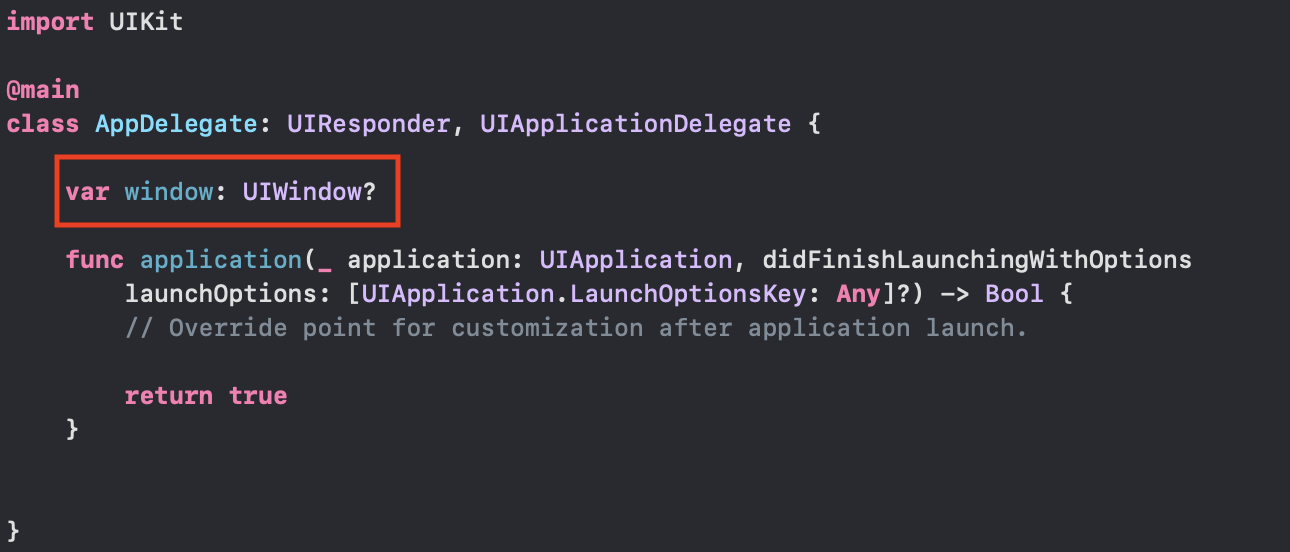 import UIKit
@main
class AppDelegate: UIResponder, UIApplicationDelegate {
var window: UIWindow?
func application(_ application: UIApplication, didFinishLaunchingWithOptions
launchOptions: [UIApplication.LaunchOptionsKey: Any]?) -> Bool {
// Override point for customization after application launch.
return true
}
}